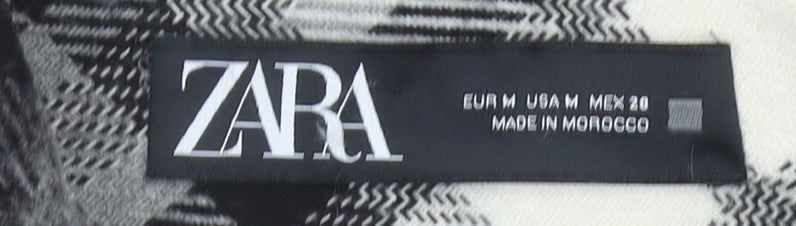 ZARA
EUR M USA M MEX 28
MADE IN MOROCCO